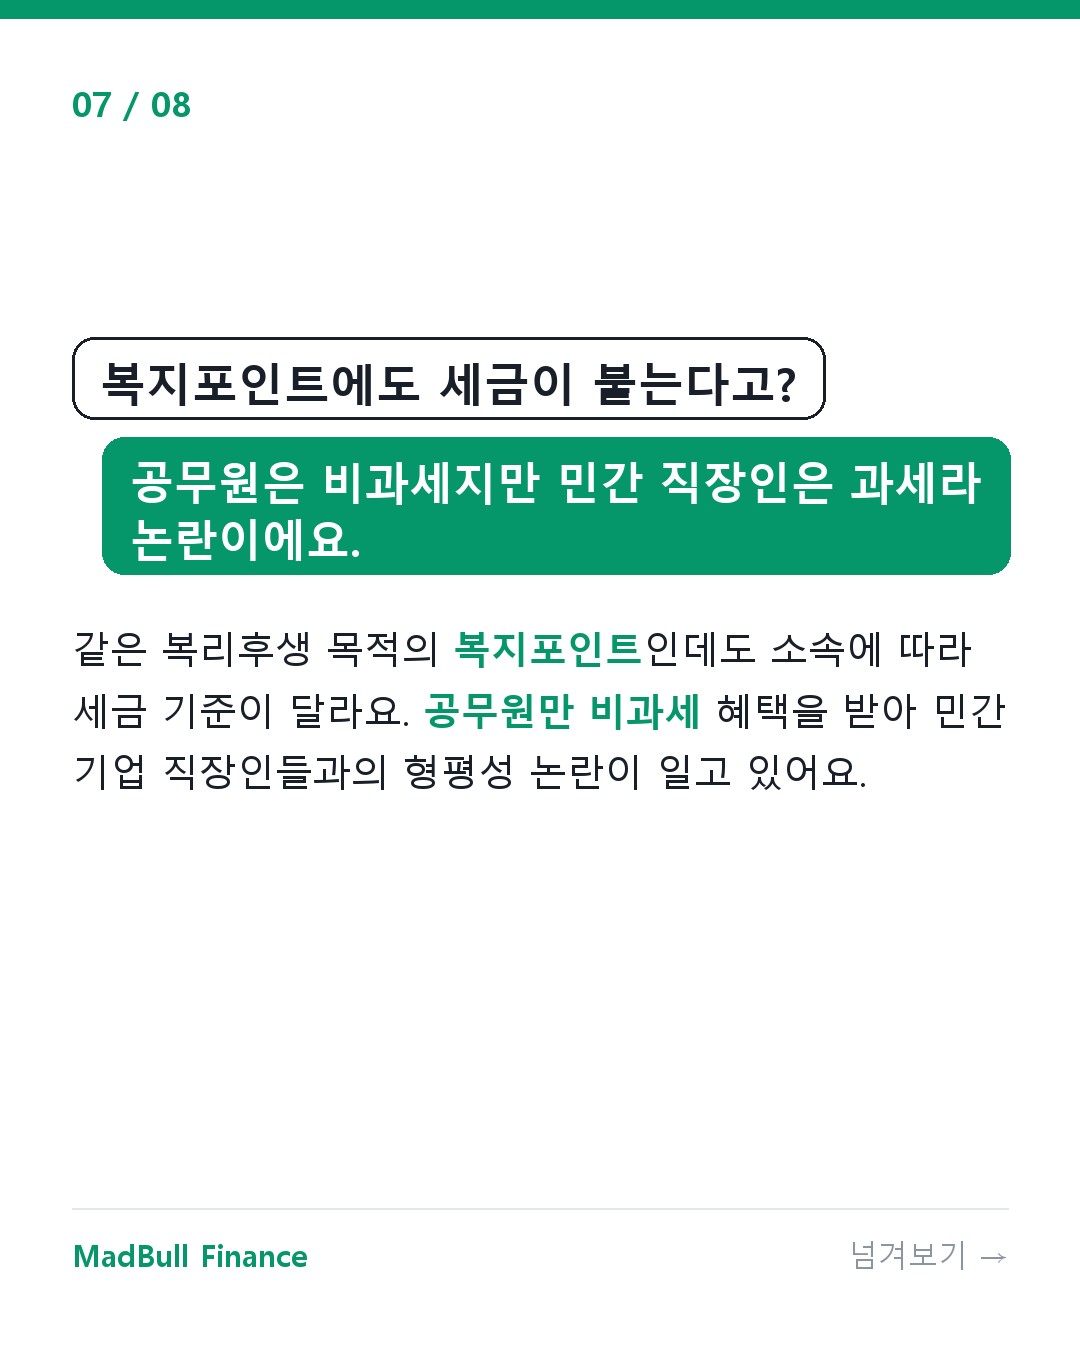 07 / 08
복지포인트에도 세금이 붙는다고?
공무원은 비과세지만 민간 직장인은 과세라
논란이에요.
같은 복리후생 목적의 복지포인트인데도 소속에 따라
세금 기준이 달라요. 공무원만 비과세 혜택을 받아 민간
기업 직장인들과의 형평성 논란이 일고 있어요.
MadBull Finance
넘겨보기 →